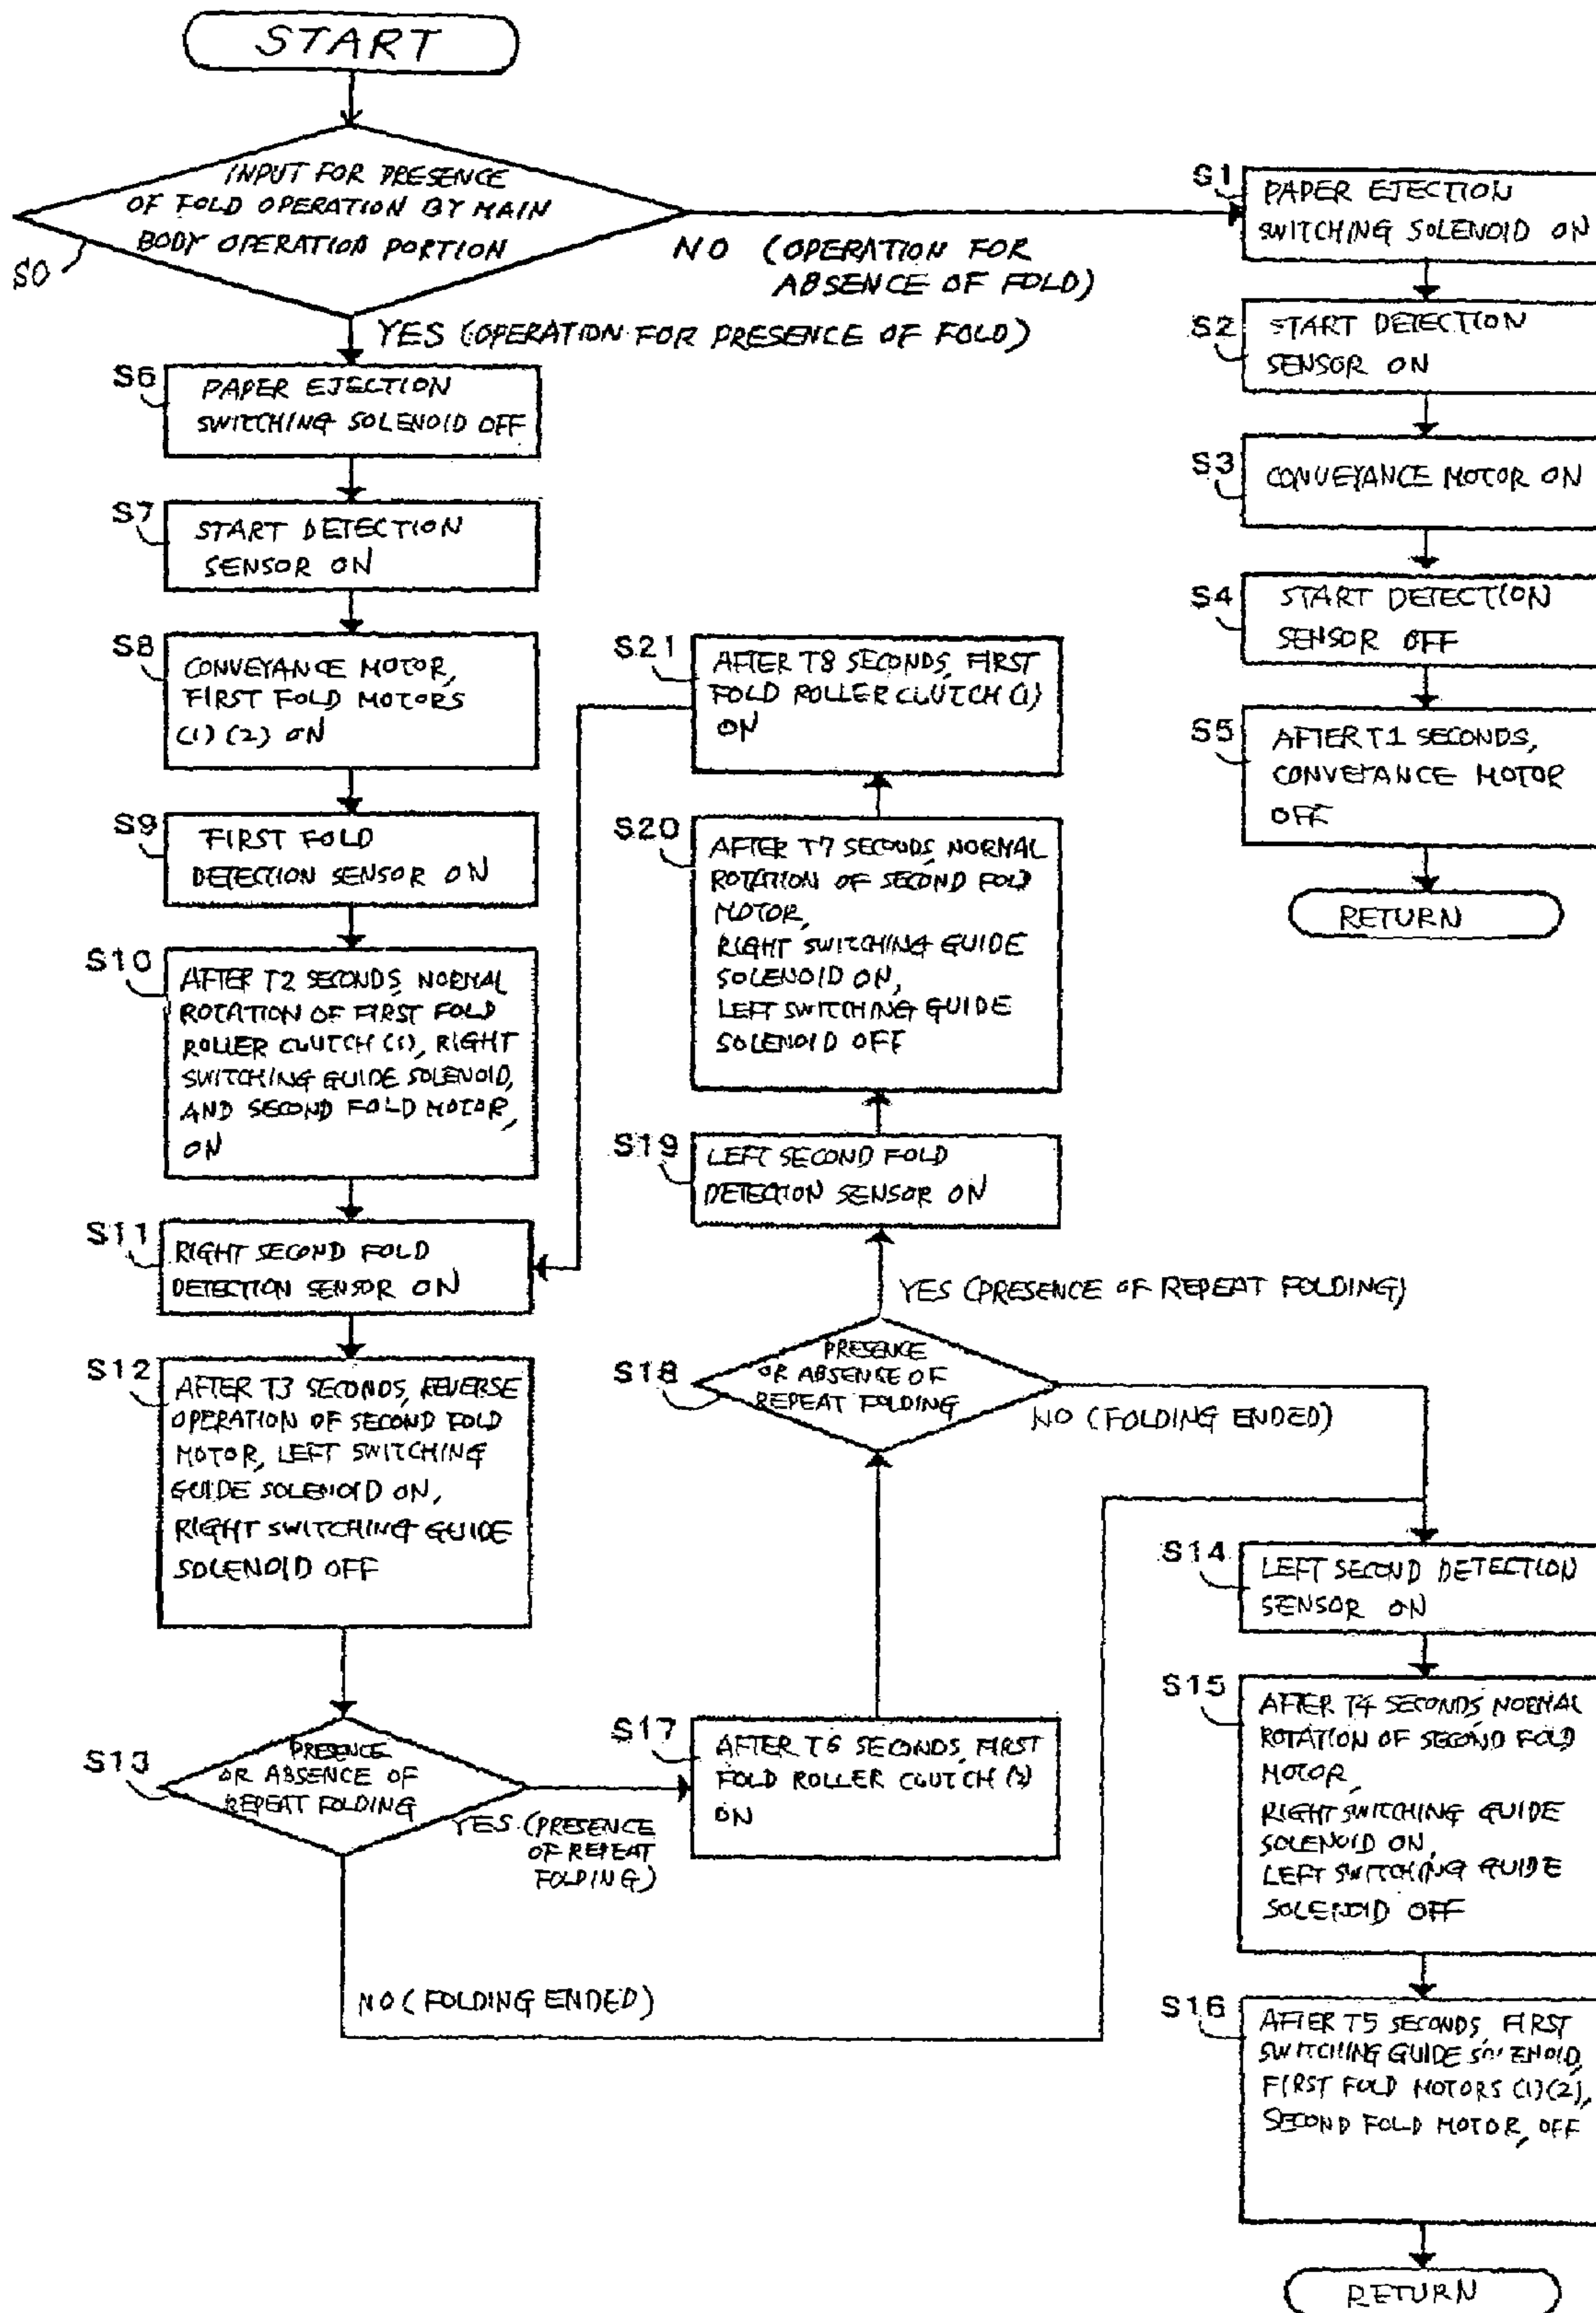 START
INPUT FOR PRESENCE
OF FOLD OPERATION BY MAIN
BODY OPERATION PORTION
S0
NO (OPERATION FOR
ABSENCE OF FOLD)
YES (OPERATION FOR PRESENCE OF FOLD)
S1
PAPER EJECTION
SWITCHING SOLENOID ON
S2
START DETECTION
SENSOR ON
S3
CONVEYANCE MOTOR ON
S4
START DETECTION
SENSOR OFF
S5
AFTER T1 SECONDS,
CONVEYANCE MOTOR
OFF
RETURN
S6
PAPER EJECTION
SWITCHING SOLENOID OFF
S7
START DETECTION
SENSOR ON
S8
CONVEYANCE MOTOR,
FIRST FOLD MOTORS
(1) (2) ON
S9
FIRST FOLD
DETECTION SENSOR ON
S10
AFTER T2 SECONDS, NORMAL
ROTATION OF FIRST FOLD
ROLLER CLUTCH (1), RIGHT
SWITCHING GUIDE SOLENOID,
AND SECOND FOLD MOTOR,
ON
S11
RIGHT SECOND FOLD
DETECTION SENSOR ON
S12
AFTER T3 SECONDS, REVERSE
OPERATION OF SECOND FOLD
MOTOR, LEFT SWITCHING
GUIDE SOLENOID ON,
RIGHT SWITCHING GUIDE
SOLENOID OFF
S13
PRESENCE
OR ABSENCE OF
REPEAT FOLDING
YES (PRESENCE
OF REPEAT
FOLDING)
NO (FOLDING ENDED)
S21
AFTER T8 SECONDS, FIRST
FOLD ROLLER CLUTCH (1)
ON
S20
AFTER T7 SECONDS, NORMAL
ROTATION OF SECOND FOLD
MOTOR,
RIGHT SWITCHING GUIDE
SOLENOID ON,
LEFT SWITCHING GUIDE
SOLENOID OFF
S19
LEFT SECOND FOLD
DETECTION SENSOR ON
YES (PRESENCE OF REPEAT FOLDING)
S18
PRESENCE
OR ABSENCE OF
REPEAT FOLDING
NO (FOLDING ENDED)
S17
AFTER T6 SECONDS, FIRST
FOLD ROLLER CLUTCH
ON
S14
LEFT SECOND DETECTION
SENSOR ON
S15
AFTER T4 SECONDS, NORMAL
ROTATION OF SECOND FOLD
MOTOR,
RIGHT SWITCHING GUIDE
SOLENOID ON,
LEFT SWITCHING GUIDE
SOLENOID OFF
S16
AFTER T5 SECONDS, FIRST
SWITCHING GUIDE SOLENOID,
FIRST FOLD MOTORS (1)(2),
SECOND FOLD MOTOR, OFF
RETURN